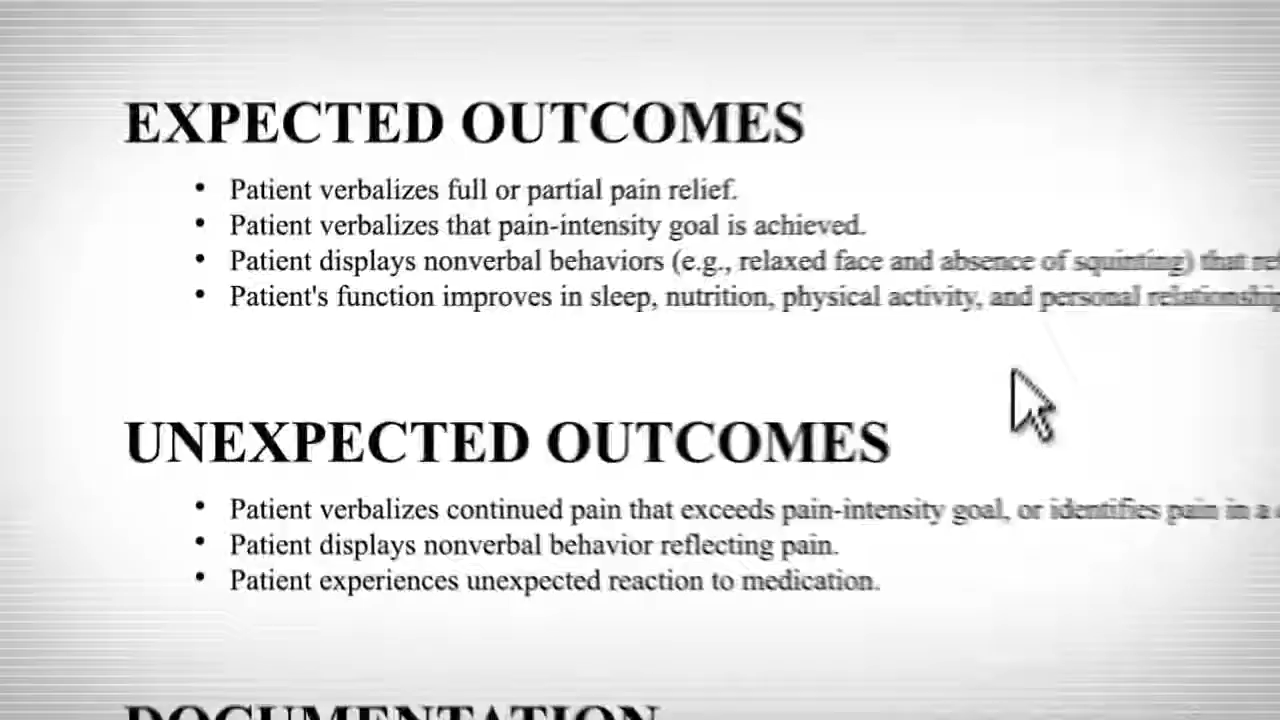 EXPECTED OUTCOMES
• Patient verbalizes full or partial pain relief.
• Patient verbalizes that pain-intensity goal is achieved.
• Patient displays nonverbal behaviors (e.g., relaxed face and absence of squinting) that
• Patient's function improves in sleep, nutrition, physical activity, and personal relationship
UNEXPECTED OUTCOMES
• Patient verbalizes continued pain that exceeds pain-intensity goal, or identifies pain in a
• Patient displays nonverbal behavior reflecting pain.
• Patient experiences unexpected reaction to medication.
DOCUMENTATION